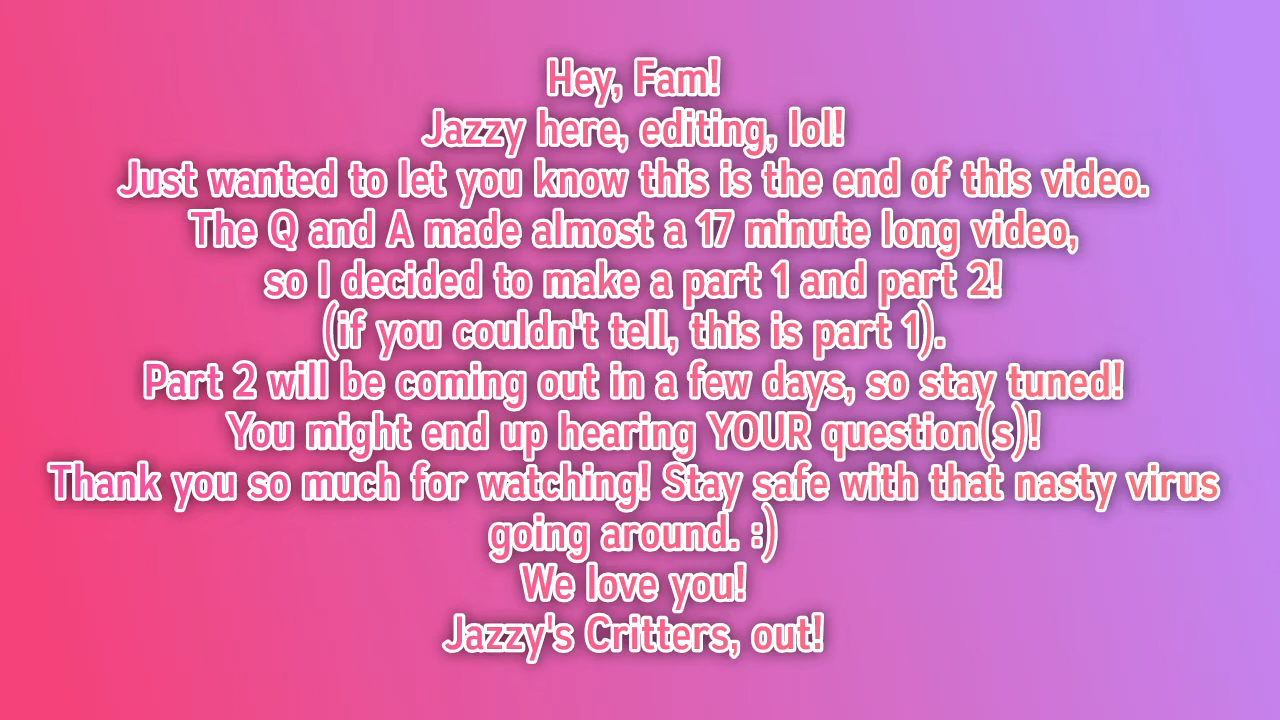 Hey, Fam!
Jazzy here, editing, lol!
Just wanted to let you know this is the end of this video.
The Q and A made almost a 17 minute long video,
so I decided to make a part 1 and part 2!
(if you couldn't tell, this is part 1).
Part 2 will be coming out in a few days, so stay tuned!
You might end up hearing YOUR question(s)!
Thank you so much for watching! Stay safe with that nasty virus
going around. :)
We love you!
Jazzy's Critters, out!